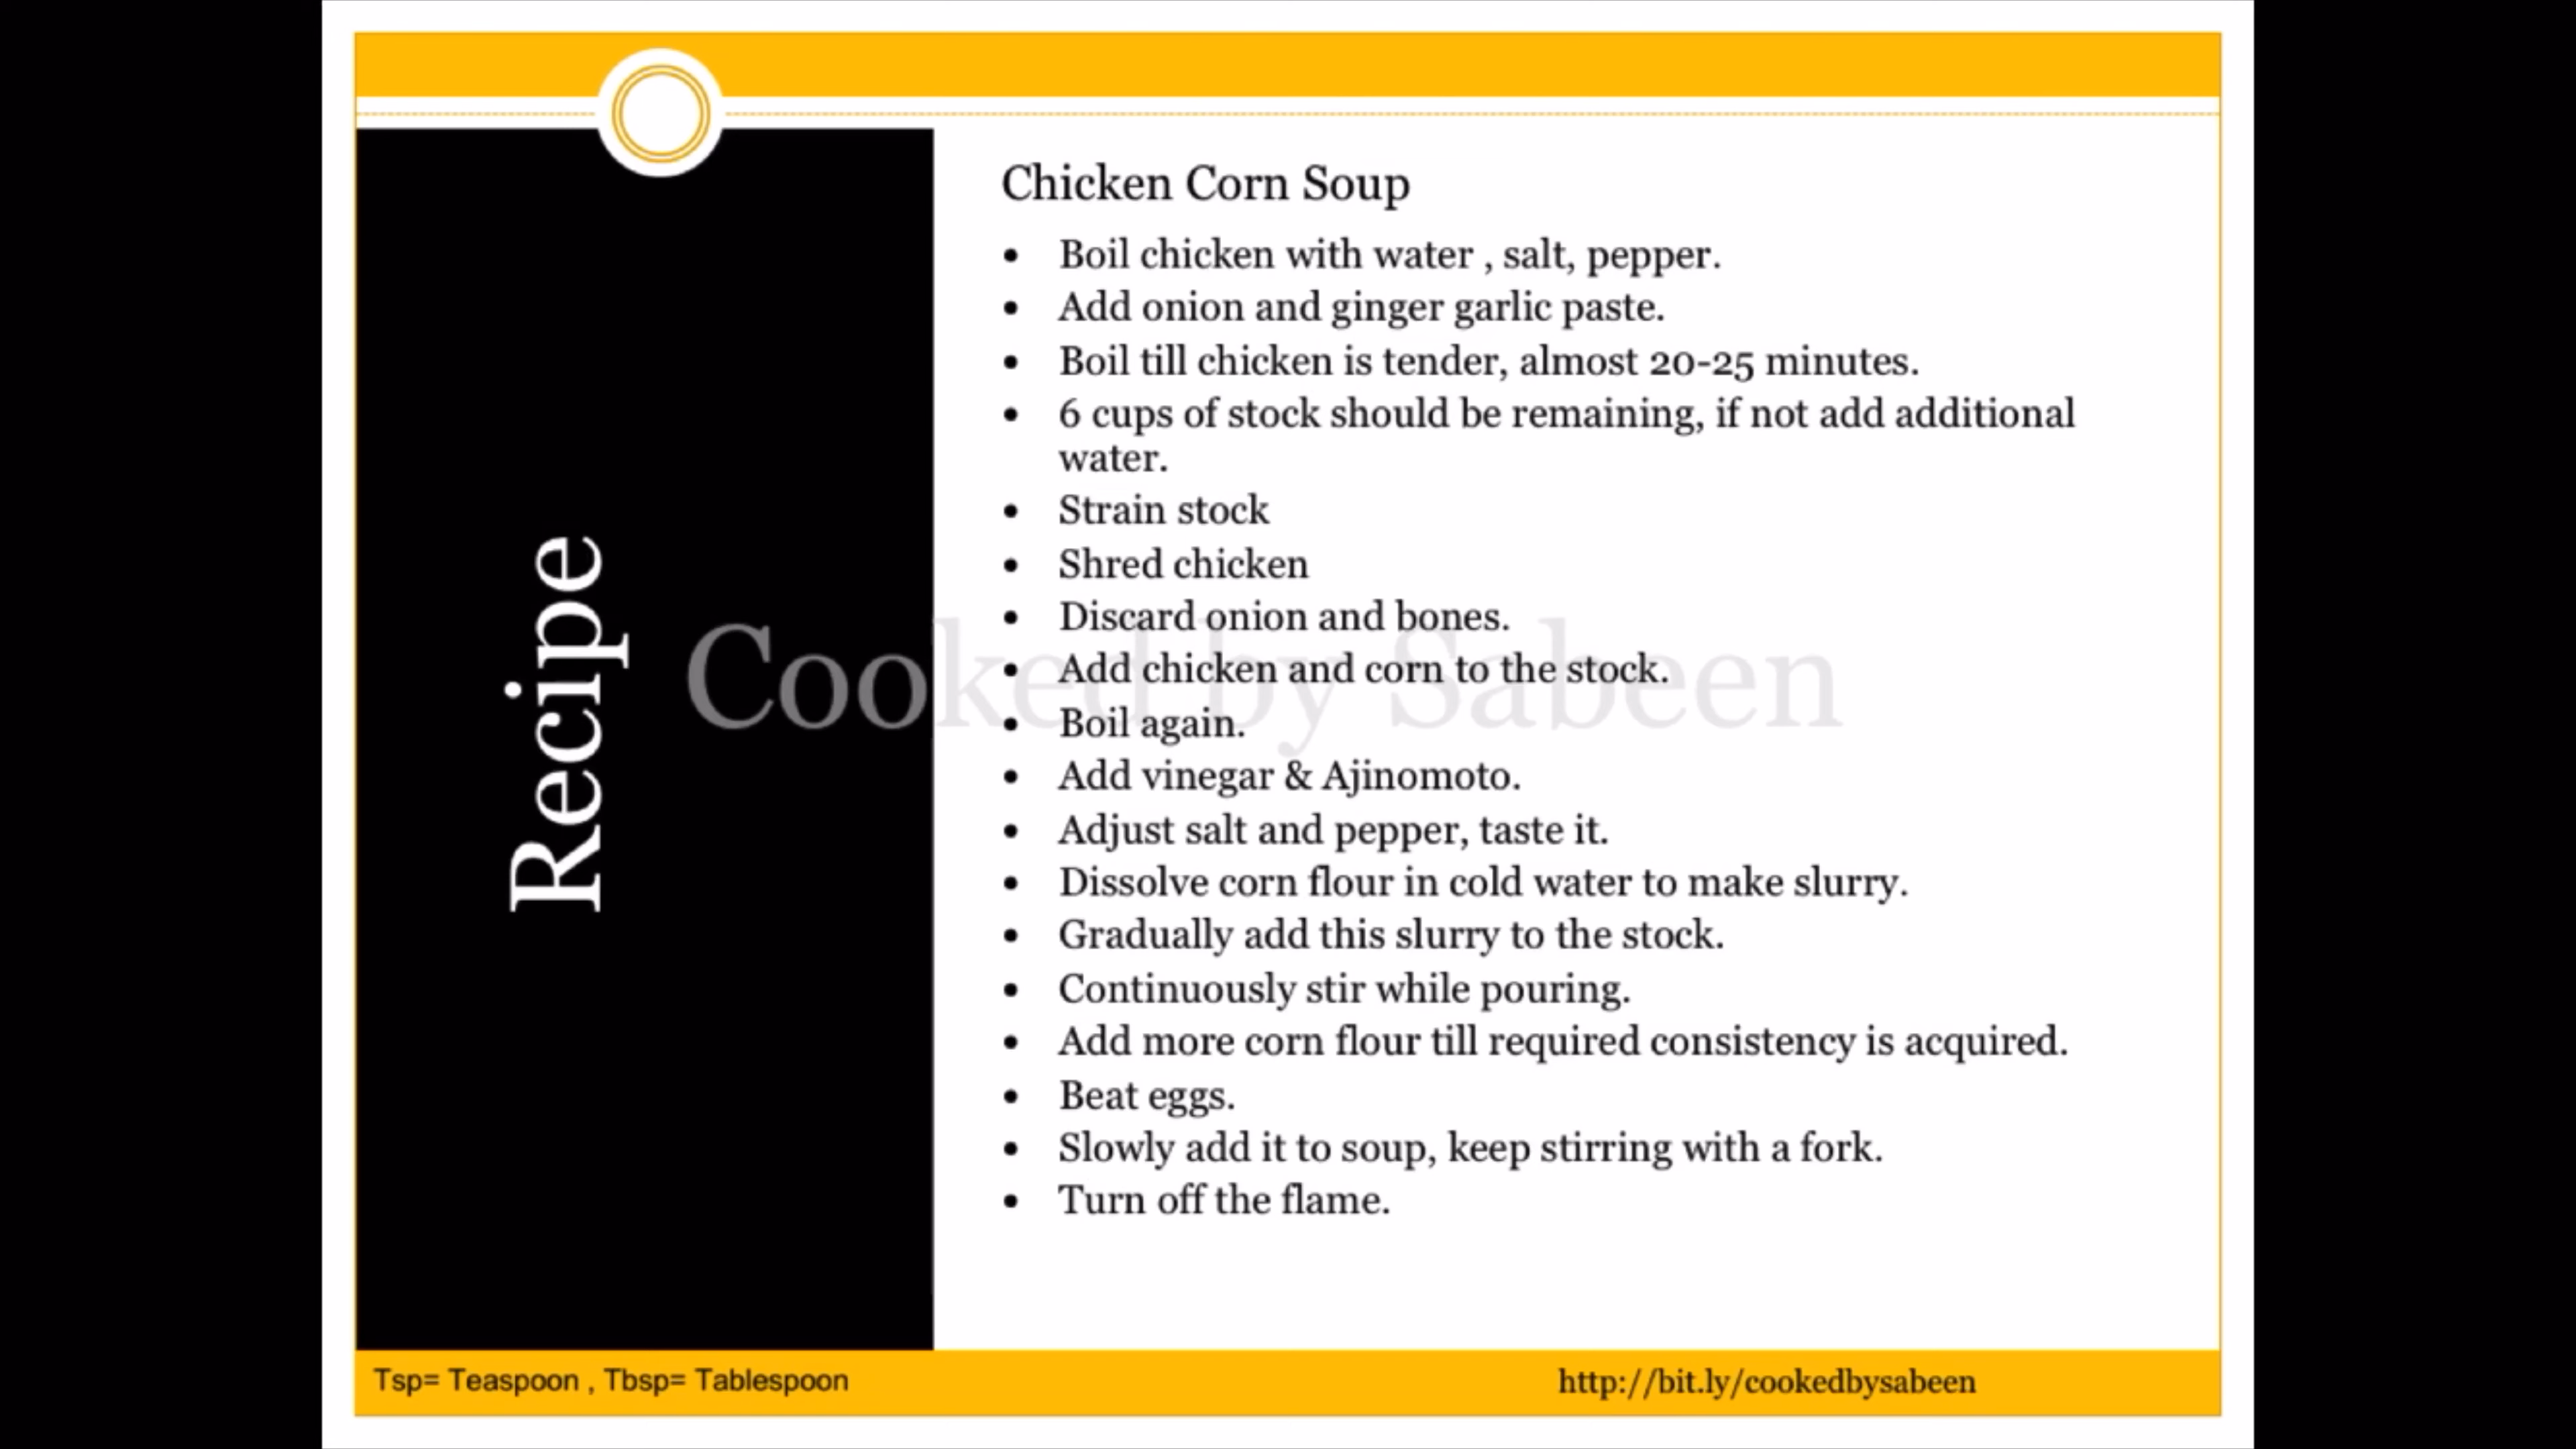 Chicken Corn Soup
• Boil chicken with water , salt, pepper.
• Add onion and ginger garlic paste.
• Boil till chicken is tender, almost 20-25 minutes.
• 6 cups of stock should be remaining, if not add additional
water.
• Strain stock
• Shred chicken
• Discard onion and bones.
• Add chicken and corn to the stock.
• Boil again.
• Add vinegar & Ajinomoto.
• Adjust salt and pepper, taste it.
• Dissolve corn flour in cold water to make slurry.
• Gradually add this slurry to the stock.
• Continuously stir while pouring.
• Add more corn flour till required consistency is acquired.
• Beat eggs.
• Slowly add it to soup, keep stirring with a fork.
• Turn off the flame.
Recipe
Cooked by Sabeen
Tsp= Teaspoon , Tbsp= Tablespoon
http://bit.ly/cookedbysabeen